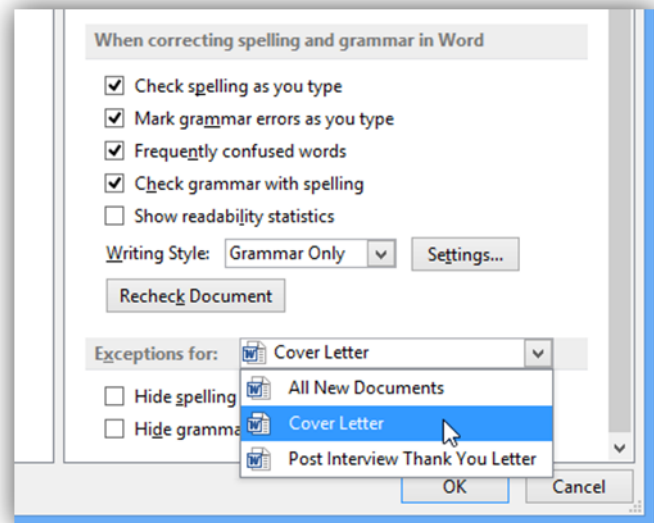 When correcting spelling and grammar in Word
Check spelling as you type
Mark grammar errors as you type
Frequently confused words
Check grammar with spelling
Show readability statistics
Writing Style: Grammar Only Settings...
Recheck Document
Exceptions for: Cover Letter
All New Documents
Hide spelling
Cover Letter
Hide gramma
Post Interview Thank You Letter
OK Cancel